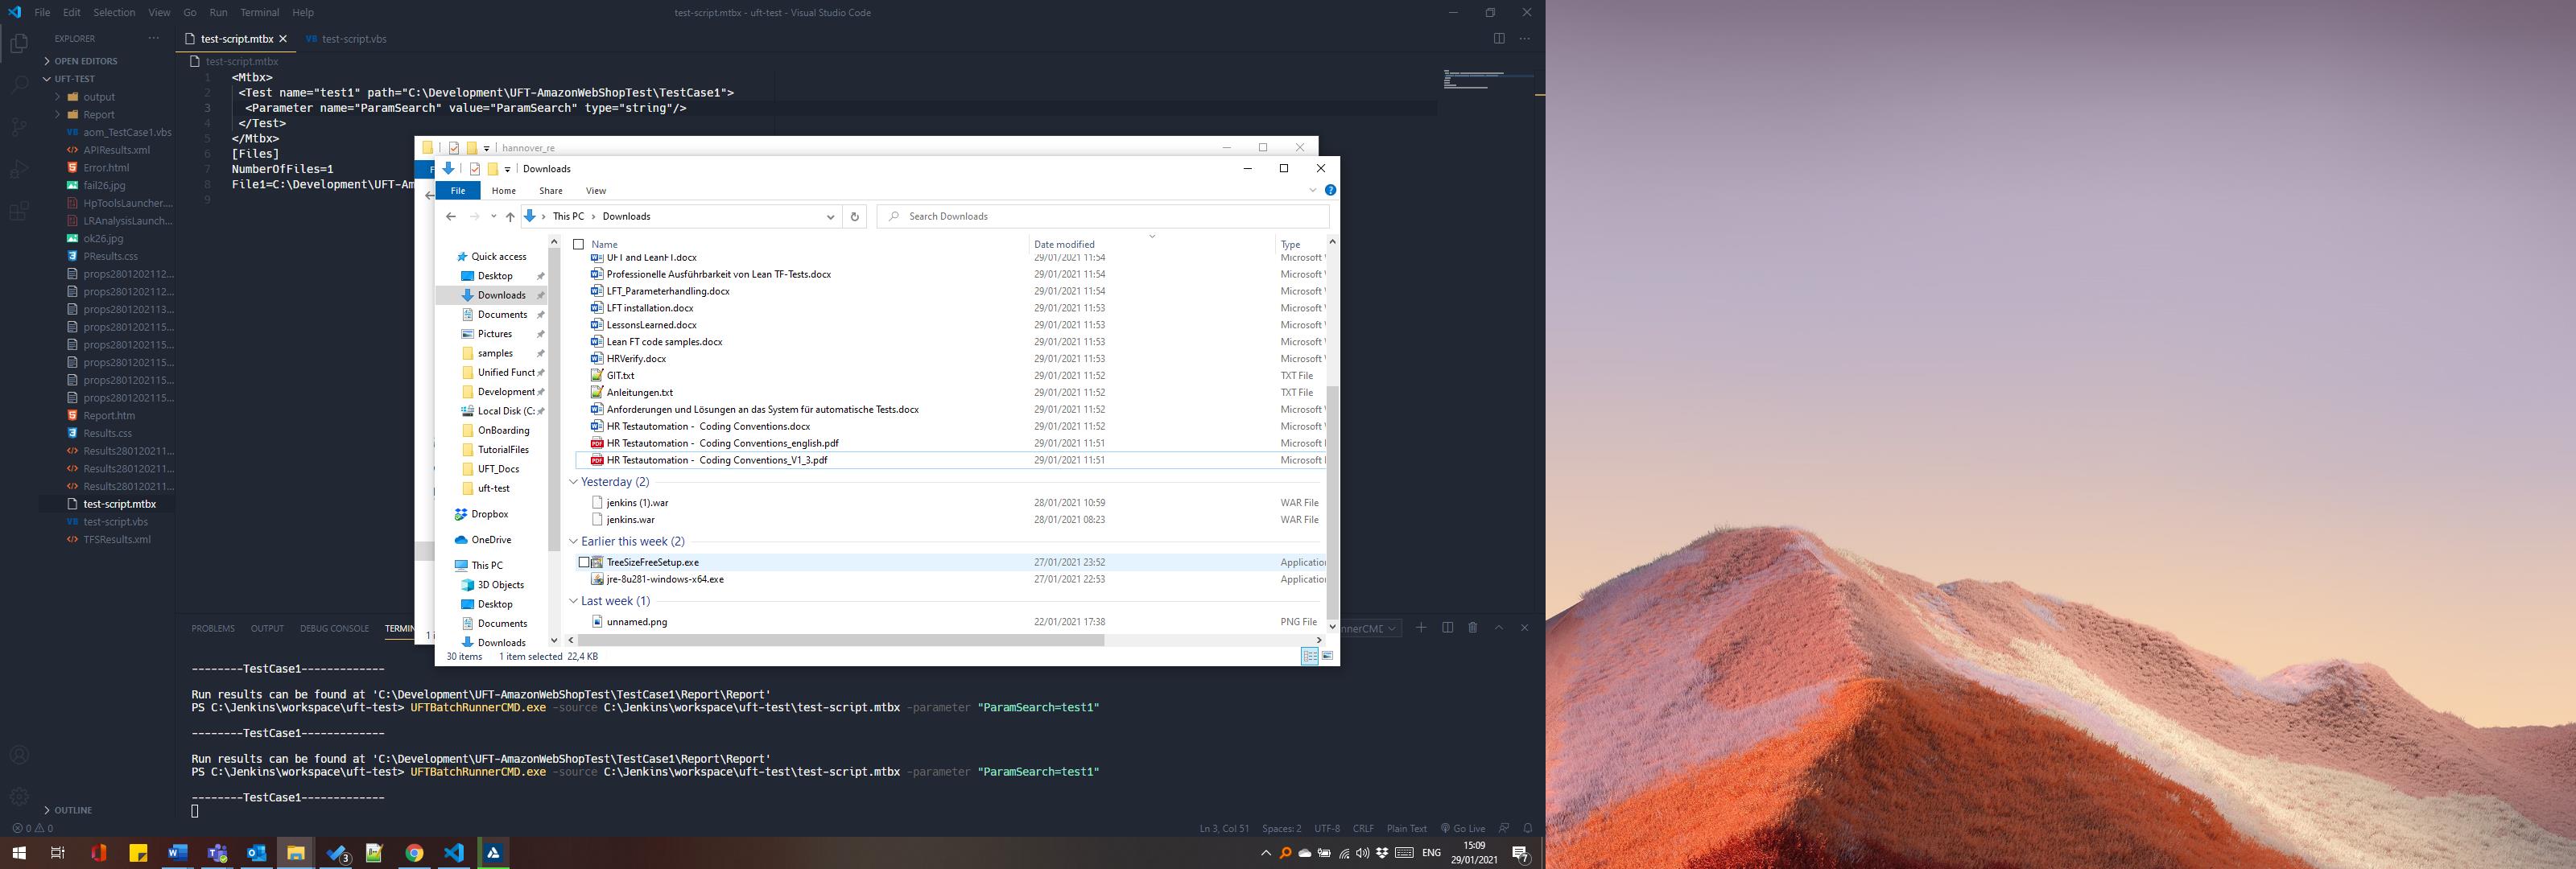 File Edit Selection View Go Run Terminal Help
test-script.mtbx - uft-test - Visual Studio Code
EXPLORER
OPEN EDITORS
UFT-TEST
output
Report
aom_TestCase1.vbs
APIResults.xml
Error.html
fail26.jpg
HpToolsLauncher....
LRAnalysisLaunch...
ok26.jpg
PResults.css
props2801202112...
props2801202112...
props2801202113...
props2801202115...
props2801202115...
props2801202115...
props2801202115...
props2801202115...
Report.htm
Results.css
Results280120211...
Results280120211...
Results280120211...
test-script.mtbx
test-script.vbs
TFSResults.xml
OUTLINE
test-script.mtbx
test-script.vbs
test-script.mtbx
1 <Mtbx>
2 <Test name="test1" path="C:\Development\UFT-AmazonWebShopTest\TestCase1">
3 <Parameter name="ParamSearch" value="ParamSearch" type="string"/>
4 </Test>
5 </Mtbx>
6 [Files]
7 NumberOfFiles=1
8 File1=C:\Development\UFT-Am
9
hannover_re
Downloads
File Home Share View
This PC Downloads
Search Downloads
Quick access
Desktop
Downloads
Documents
Pictures
samples
Unified Funct
Development
Local Disk (C:
OnBoarding
TutorialFiles
UFT_Docs
uft-test
Dropbox
OneDrive
This PC
3D Objects
Desktop
Documents
Downloads
Name Date modified Type
UFT and LeanFT.docx 29/01/2021 11:54 Microsoft
Professionelle Ausführbarkeit von Lean TF-Tests.docx 29/01/2021 11:54 Microsoft
LFT_Parameterhandling.docx 29/01/2021 11:54 Microsoft
LFT installation.docx 29/01/2021 11:53 Microsoft
LessonsLearned.docx 29/01/2021 11:53 Microsoft
Lean FT code samples.docx 29/01/2021 11:53 Microsoft
HRVerify.docx 29/01/2021 11:53 Microsoft
GIT.txt 29/01/2021 11:52 TXT File
Anleitungen.txt 29/01/2021 11:52 TXT File
Anforderungen und Lösungen an das System für automatische Tests.docx 29/01/2021 11:52 Microsoft
HR Testautomation - Coding Conventions.docx 29/01/2021 11:52 Microsoft
HR Testautomation - Coding Conventions_english.pdf 29/01/2021 11:51 Microsoft
HR Testautomation - Coding Conventions_V1_3.pdf 29/01/2021 11:51 Microsoft
Yesterday (2)
jenkins (1).war 28/01/2021 10:59 WAR File
jenkins.war 28/01/2021 08:23 WAR File
Earlier this week (2)
TreeSizeFreeSetup.exe 27/01/2021 23:52 Applicatio
jre-8u281-windows-x64.exe 27/01/2021 22:53 Applicatio
Last week (1)
unnamed.png 22/01/2021 17:38 PNG File
30 items 1 item selected 22,4 KB
PROBLEMS OUTPUT DEBUG CONSOLE TERMIN
nnerCMD
--------TestCase1-------------
Run results can be found at 'C:\Development\UFT-AmazonWebShopTest\TestCase1\Report\Report'
PS C:\Jenkins\workspace\uft-test> UFTBatchRunnerCMD.exe -source C:\Jenkins\workspace\uft-test\test-script.mtbx -parameter "ParamSearch=test1"
--------TestCase1-------------
Run results can be found at 'C:\Development\UFT-AmazonWebShopTest\TestCase1\Report\Report'
PS C:\Jenkins\workspace\uft-test> UFTBatchRunnerCMD.exe -source C:\Jenkins\workspace\uft-test\test-script.mtbx -parameter "ParamSearch=test1"
--------TestCase1-------------
0 0
Ln 3, Col 51 Spaces: 2 UTF-8 CRLF Plain Text Go Live
3
ENG
15:09
29/01/2021
7